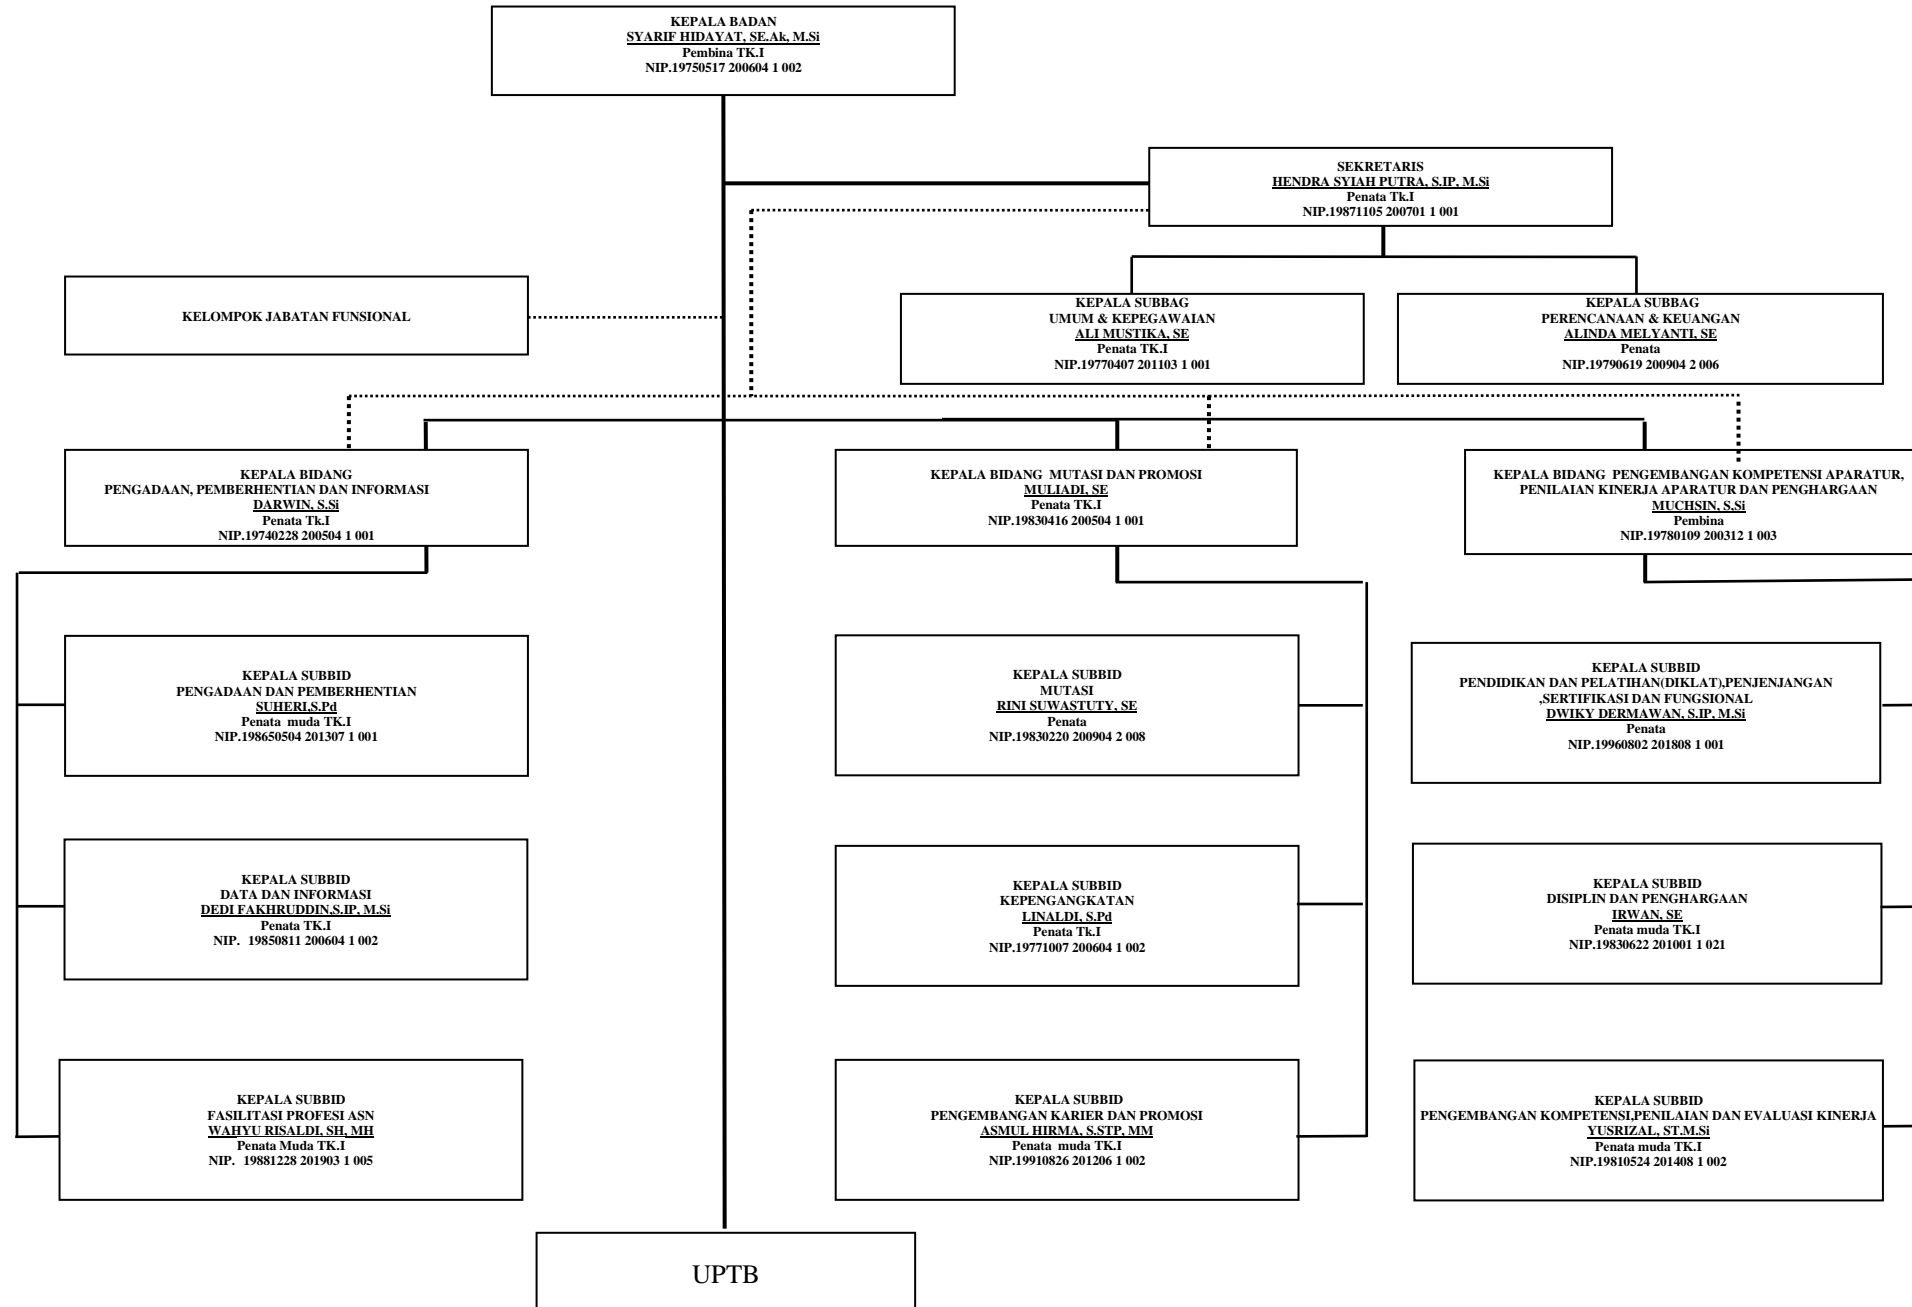 KEPALA BADAN
SYARIF HIDAYAT, SE.Ak, M.Si
Pembina TK.I
NIP.19750517 200604 1 002
SEKRETARIS
HENDRA SYIAH PUTRA, S.IP, M.Si
Penata Tk.I
NIP.19871105 200701 1 001
KELOMPOK JABATAN FUNSIONAL
KEPALA SUBBAG
UMUM & KEPEGAWAIAN
ALI MUSTIKA, SE
Penata TK.I
NIP.19770407 201103 1 001
KEPALA SUBBAG
PERENCANAAN & KEUANGAN
ALINDA MELYANTI, SE
Penata
NIP.19790619 200904 2 006
KEPALA BIDANG
PENGADAAN, PEMBERHENTIAN DAN INFORMASI
DARWIN, S.Si
Penata Tk.I
NIP.19740228 200504 1 001
KEPALA BIDANG MUTASI DAN PROMOSI
MULIADI, SE
Penata TK.I
NIP.19830416 200504 1 001
KEPALA BIDANG PENGEMBANGAN KOMPETENSI APARATUR,
PENILAIAN KINERJA APARATUR DAN PENGHARGAAN
MUCHSIN, S,Si
Pembina
NIP.19780109 200312 1 003
KEPALA SUBBID
PENGADAAN DAN PEMBERHENTIAN
SUHERI,S.Pd
Penata muda TK.I
NIP.198650504 201307 1 001
KEPALA SUBBID
MUTASI
RINI SUWASTUTY, SE
Penata
NIP.19830220 200904 2 008
KEPALA SUBBID
PENDIDIKAN DAN PELATIHAN(DIKLAT),PENJENJANGAN
,SERTIFIKASI DAN FUNGSIONAL
DWIKY DERMAWAN, S.IP, M.Si
Penata
NIP.19960802 201808 1 001
KEPALA SUBBID
DATA DAN INFORMASI
DEDI FAKHRUDDIN,S.IP, M.Si
Penata TK.I
NIP. 19850811 200604 1 002
KEPALA SUBBID
KEPENGANGKATAN
LINALDI, S.Pd
Penata Tk.I
NIP.19771007 200604 1 002
KEPALA SUBBID
DISIPLIN DAN PENGHARGAAN
IRWAN, SE
Penata muda TK.I
NIP.19830622 201001 1 021
KEPALA SUBBID
FASILITASI PROFESI ASN
WAHYU RISALDI, SH, MH
Penata Muda TK.I
NIP. 19881228 201903 1 005
KEPALA SUBBID
PENGEMBANGAN KARIER DAN PROMOSI
ASMUL HIRMA, S.STP, MM
Penata muda TK.I
NIP.19910826 201206 1 002
KEPALA SUBBID
PENGEMBANGAN KOMPETENSI,PENILAIAN DAN EVALUASI KINERJA
YUSRIZAL, ST.M.Si
Penata muda TK.I
NIP.19810524 201408 1 002
UPTB